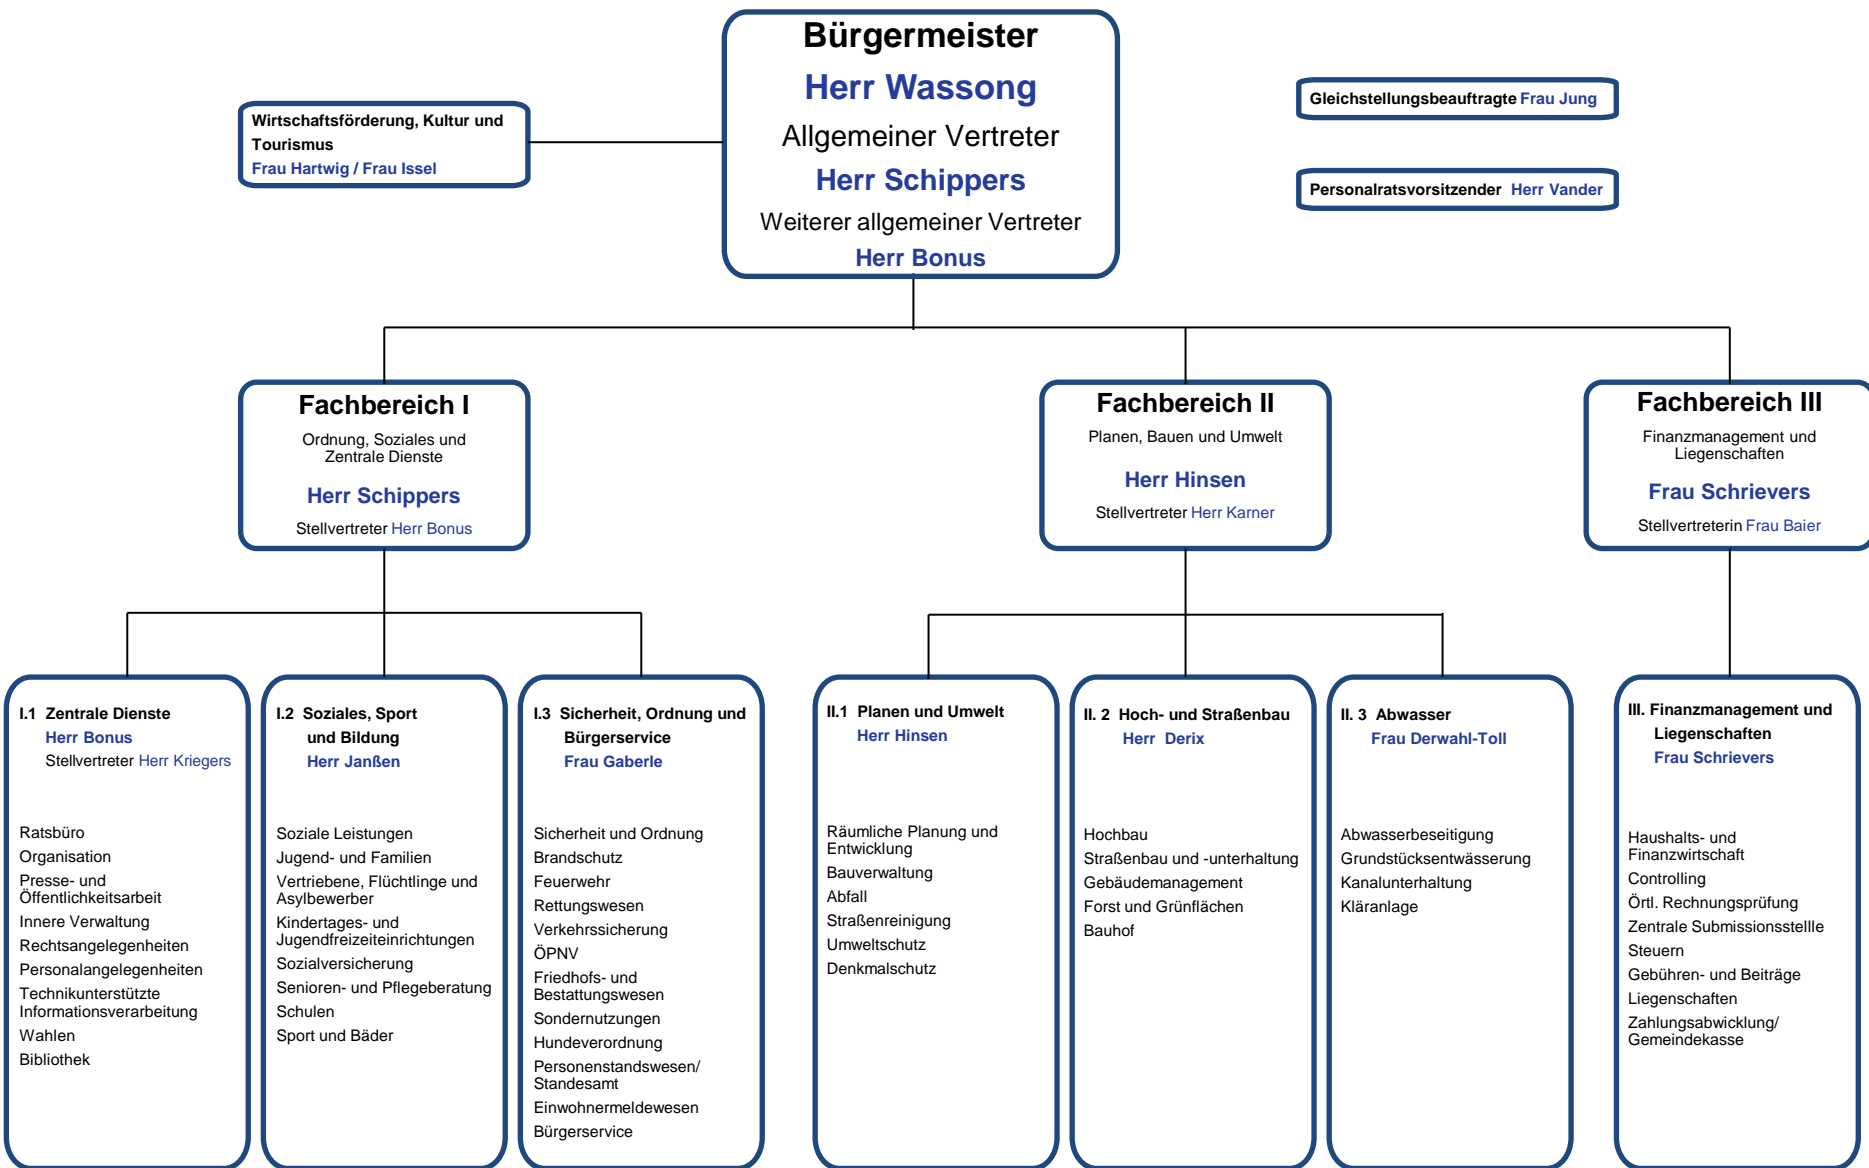 Bürgermeister
Herr Wassong
Allgemeiner Vertreter
Herr Schippers
Weiterer allgemeiner Vertreter
Herr Bonus
Wirtschaftsförderung, Kultur und
Tourismus
Frau Hartwig / Frau Issel
Gleichstellungsbeauftragte Frau Jung
Personalratsvorsitzender Herr Vander
Fachbereich I
Ordnung, Soziales und
Zentrale Dienste
Herr Schippers
Stellvertreter Herr Bonus
Fachbereich II
Planen, Bauen und Umwelt
Herr Hinsen
Stellvertreter Herr Karner
Fachbereich III
Finanzmanagement und
Liegenschaften
Frau Schrievers
Stellvertreterin Frau Baier
I.1 Zentrale Dienste
Herr Bonus
Stellvertreter Herr Kriegers
Ratsbüro
Organisation
Presse- und
Öffentlichkeitsarbeit
Innere Verwaltung
Rechtsangelegenheiten
Personalangelegenheiten
Technikunterstützte
Informationsverarbeitung
Wahlen
Bibliothek
I.2 Soziales, Sport
und Bildung
Herr Janßen
Soziale Leistungen
Jugend- und Familien
Vertriebene, Flüchtlinge und
Asylbewerber
Kindertages- und
Jugendfreizeiteinrichtungen
Sozialversicherung
Senioren- und Pflegeberatung
Schulen
Sport und Bäder
I.3 Sicherheit, Ordnung und
Bürgerservice
Frau Gaberle
Sicherheit und Ordnung
Brandschutz
Feuerwehr
Rettungswesen
Verkehrssicherung
ÖPNV
Friedhofs- und
Bestattungswesen
Sondernutzungen
Hundeverordnung
Personenstandswesen/
Standesamt
Einwohnermeldewesen
Bürgerservice
II.1 Planen und Umwelt
Herr Hinsen
Räumliche Planung und
Entwicklung
Bauverwaltung
Abfall
Straßenreinigung
Umweltschutz
Denkmalschutz
II. 2 Hoch- und Straßenbau
Herr Derix
Hochbau
Straßenbau und -unterhaltung
Gebäudemanagement
Forst und Grünflächen
Bauhof
II. 3 Abwasser
Frau Derwahl-Toll
Abwasserbeseitigung
Grundstücksentwässerung
Kanalunterhaltung
Kläranlage
III. Finanzmanagement und
Liegenschaften
Frau Schrievers
Haushalts- und
Finanzwirtschaft
Controlling
Örtl. Rechnungsprüfung
Zentrale Submissionsstellle
Steuern
Gebühren- und Beiträge
Liegenschaften
Zahlungsabwicklung/
Gemeindekasse